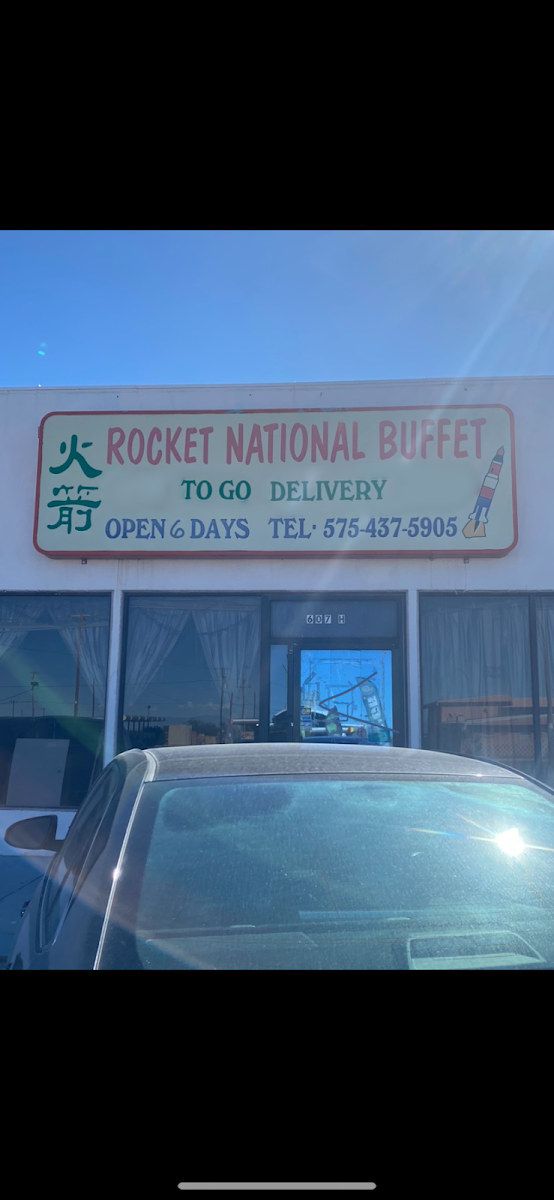 火箭
ROCKET NATIONAL BUFFET
TO GO DELIVERY
OPEN 6 DAYS TEL· 575-437-5905
607 H